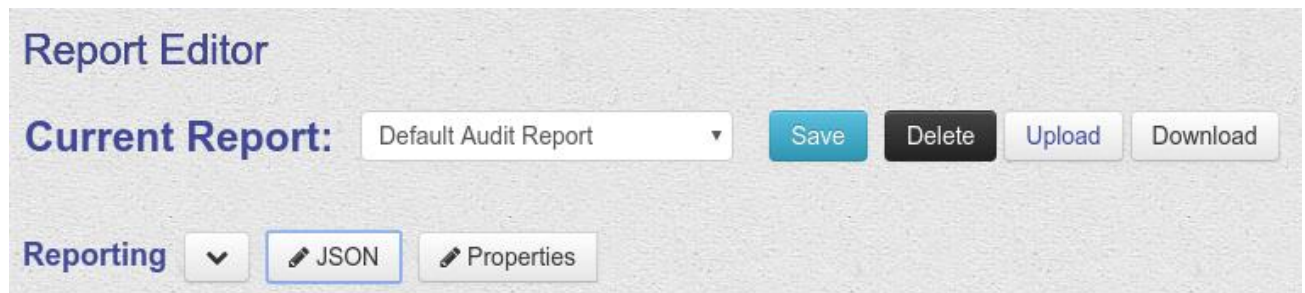 Report Editor
Current Report: Default Audit Report Save Delete Upload Download
Reporting JSON Properties